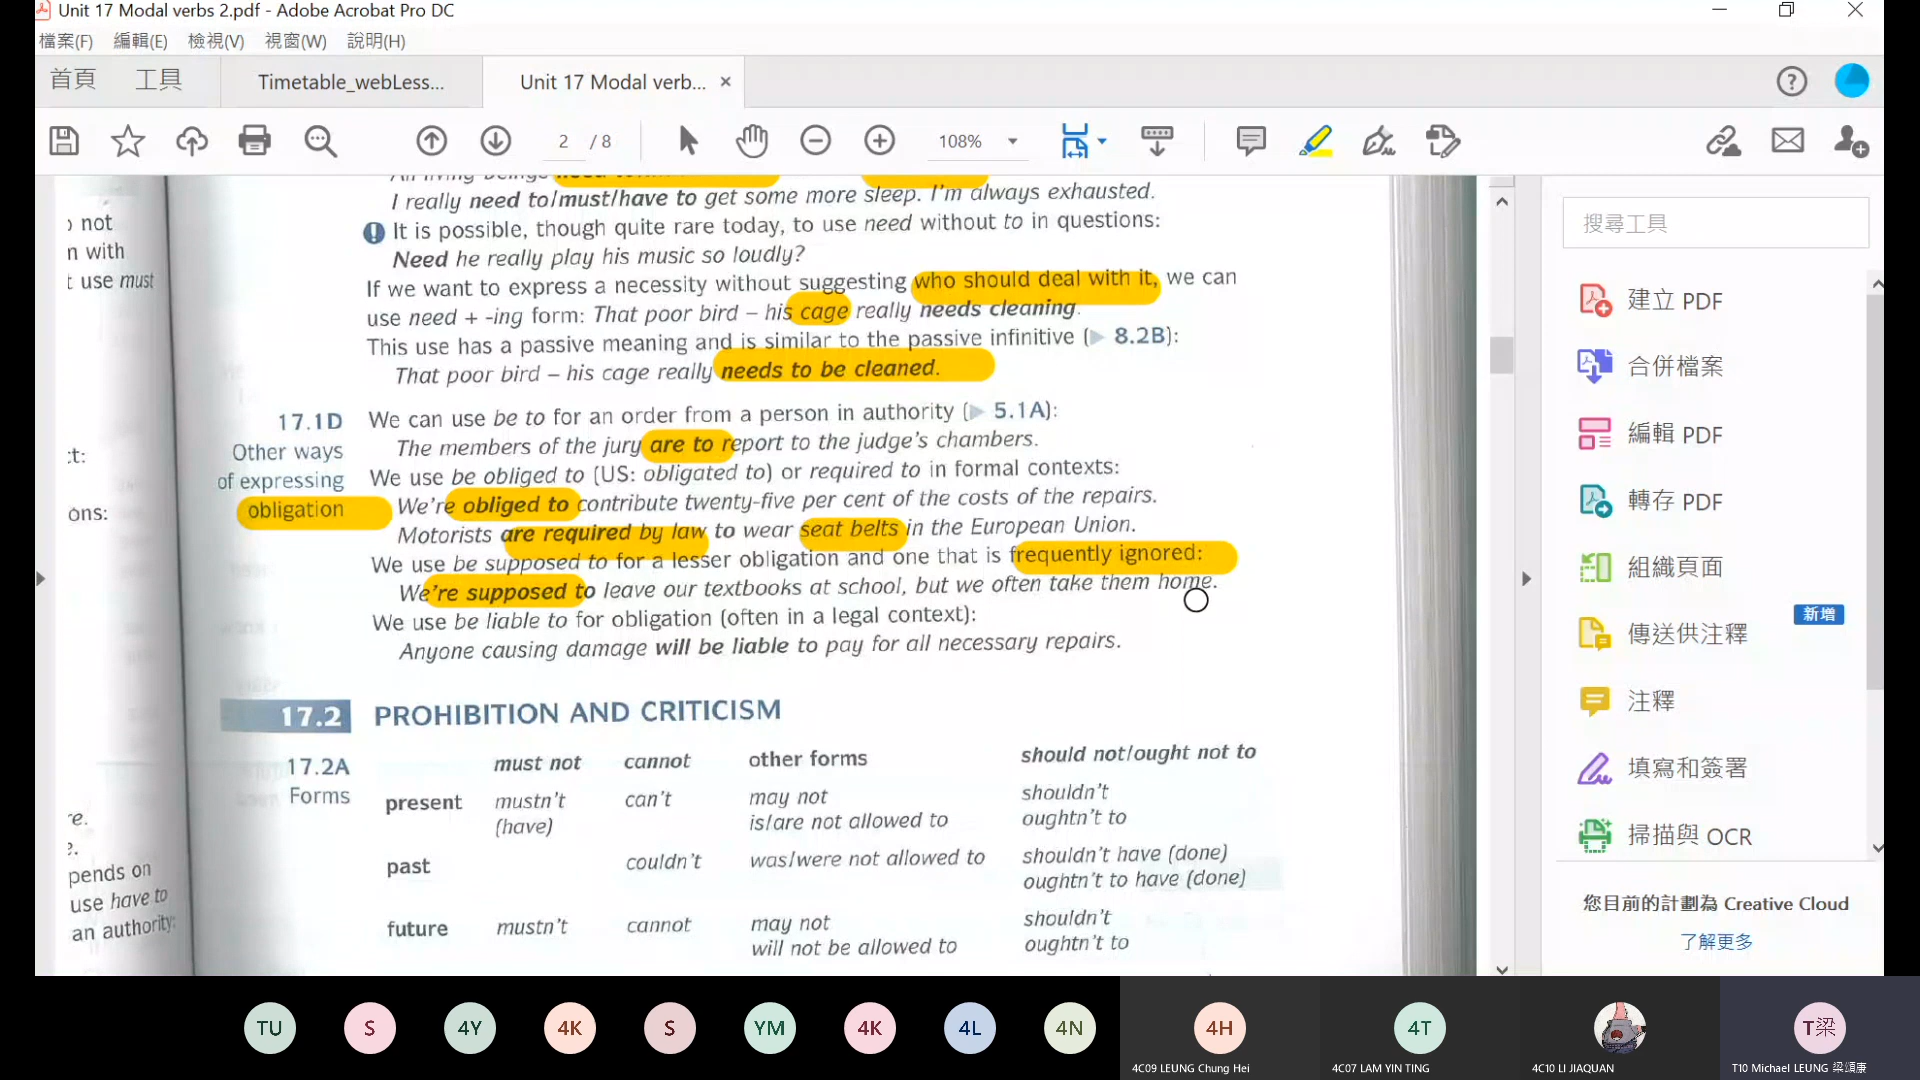 Unit 17 Modal verbs 2.pdf - Adobe Acrobat Pro DC
檔案(F) 編輯(E) 檢視(V) 視窗(W) 說明(H)
首頁 工具 Timetable_webLess... Unit 17 Modal verb... ×
2 / 8 108%
I really need to/must/have to get some more sleep. I'm always exhausted.
It is possible, though quite rare today, to use need without to in questions:
Need he really play his music so loudly?
If we want to express a necessity without suggesting who should deal with it, we can
use need + -ing form: That poor bird – his cage really needs cleaning.
This use has a passive meaning and is similar to the passive infinitive (▶ 8.2B):
That poor bird – his cage really needs to be cleaned.
17.1D
Other ways
of expressing
obligation
We can use be to for an order from a person in authority (▶ 5.1A):
The members of the jury are to report to the judge's chambers.
We use be obliged to (US: obligated to) or required to in formal contexts:
We're obliged to contribute twenty-five per cent of the costs of the repairs.
Motorists are required by law to wear seat belts in the European Union.
We use be supposed to for a lesser obligation and one that is frequently ignored:
We're supposed to leave our textbooks at school, but we often take them home.
We use be liable to for obligation (often in a legal context):
Anyone causing damage will be liable to pay for all necessary repairs.
17.2 PROHIBITION AND CRITICISM
17.2A
Forms
must not cannot other forms should not/ought not to
present mustn't can't may not shouldn't
(have) is/are not allowed to oughtn't to
past couldn't was/were not allowed to shouldn't have (done)
oughtn't to have (done)
future mustn't cannot may not shouldn't
will not be allowed to oughtn't to
not
n with
t use must
ct:
ons:
re.
e.
pends on
use have to
an authority:
搜尋工具
建立 PDF
合併檔案
編輯 PDF
轉存 PDF
組織頁面
新增
傳送供注釋
注釋
填寫和簽署
掃描與 OCR
您目前的計劃為 Creative Cloud
了解更多
TU S 4Y 4K S YM 4K 4L 4N 4H 4T T梁
4C09 LEUNG Chung Hei 4C07 LAM YIN TING 4C10 LI JIAQUAN T10 Michael LEUNG 梁頌康